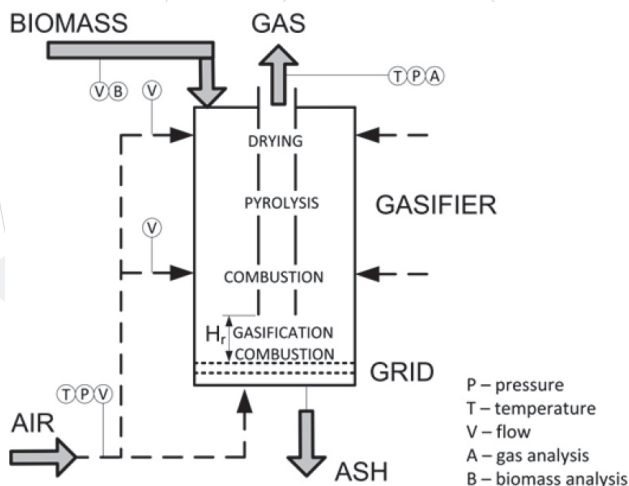 BIOMASS
GAS
T P A
V B
V
DRYING
PYROLYSIS
GASIFIER
V
COMBUSTION
Hr
GASIFICATION
COMBUSTION
GRID
T P V
AIR
ASH
P – pressure
T – temperature
V – flow
A – gas analysis
B – biomass analysis